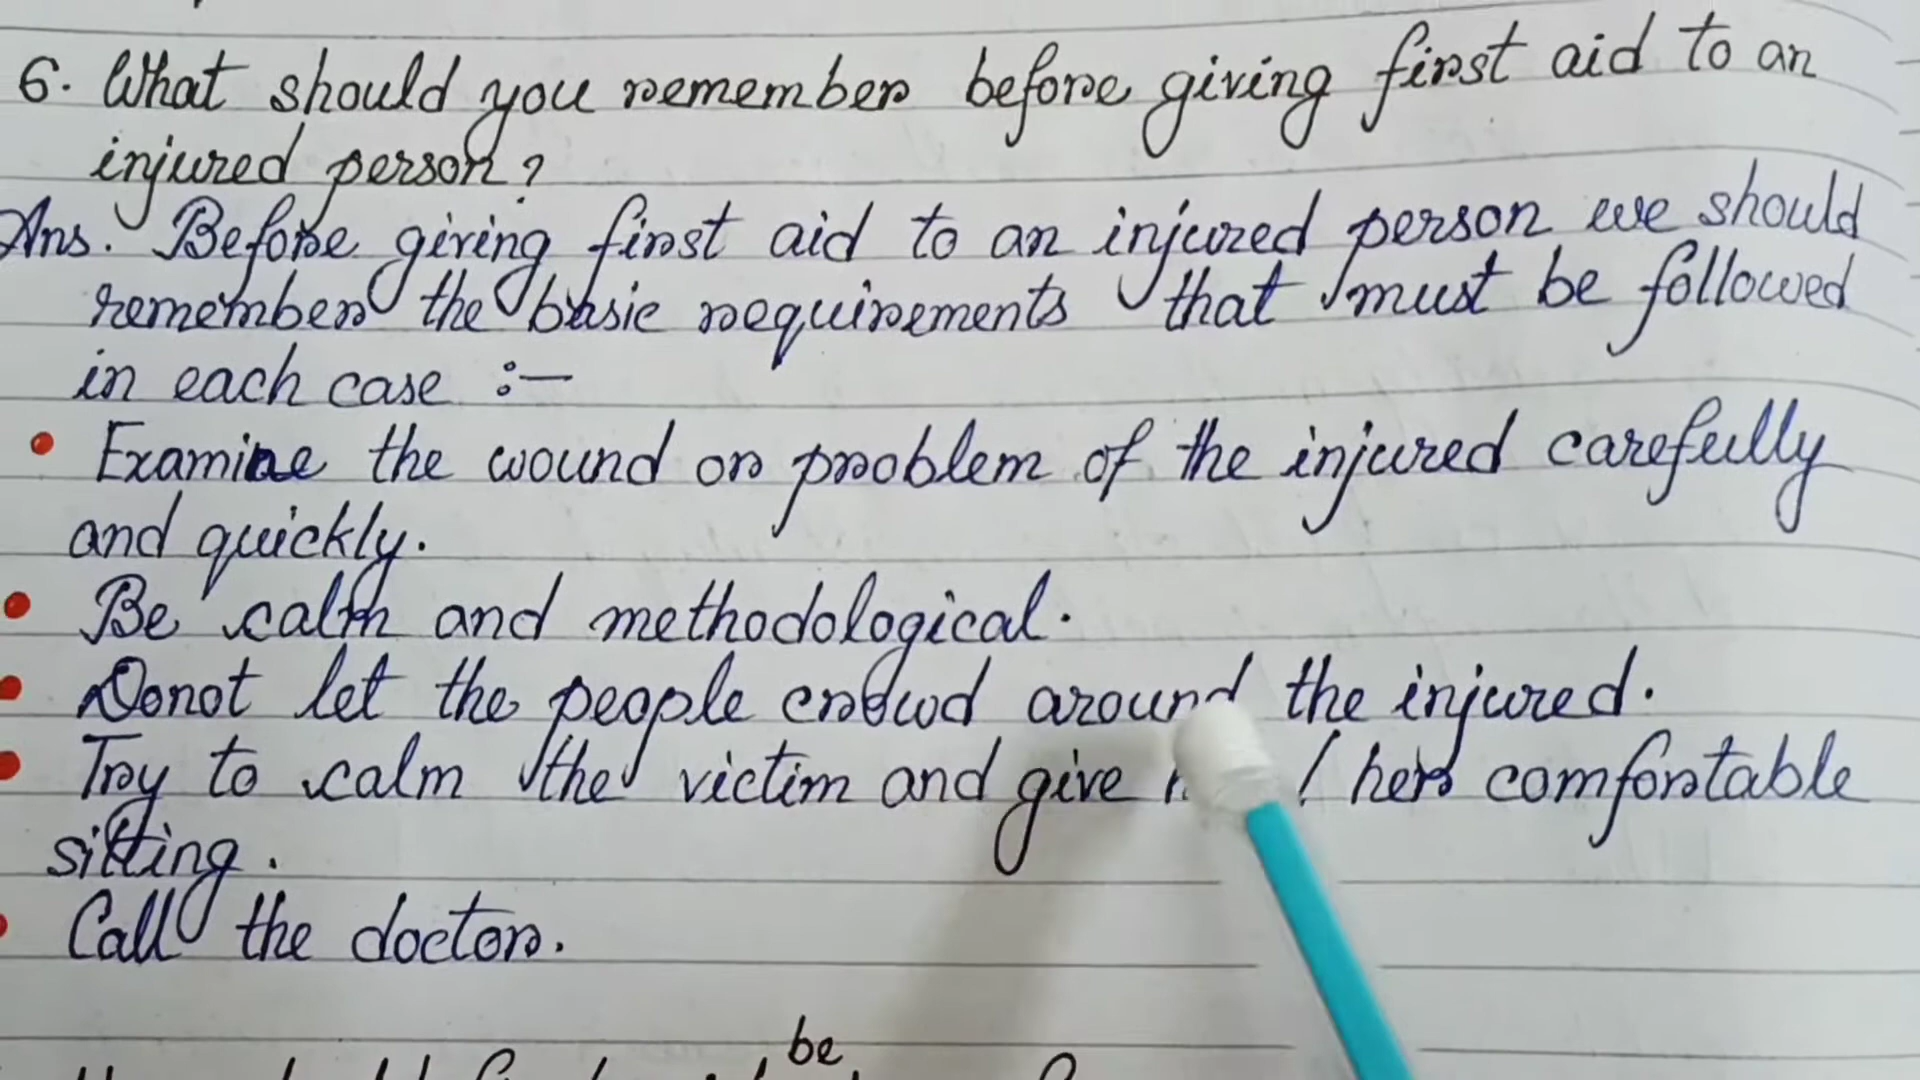 6. What should you remember before giving first aid to an
injured person?
Ans. Before giving first aid to an injured person we should
remember the basic requirements that must be followed
in each case :—
• Examine the wound or problem of the injured carefully
and quickly.
• Be calm and methodological.
• Donot let the people crowd around the injured.
• Try to calm the victim and give / her comfortable
sitting.
• Call the doctor.
be